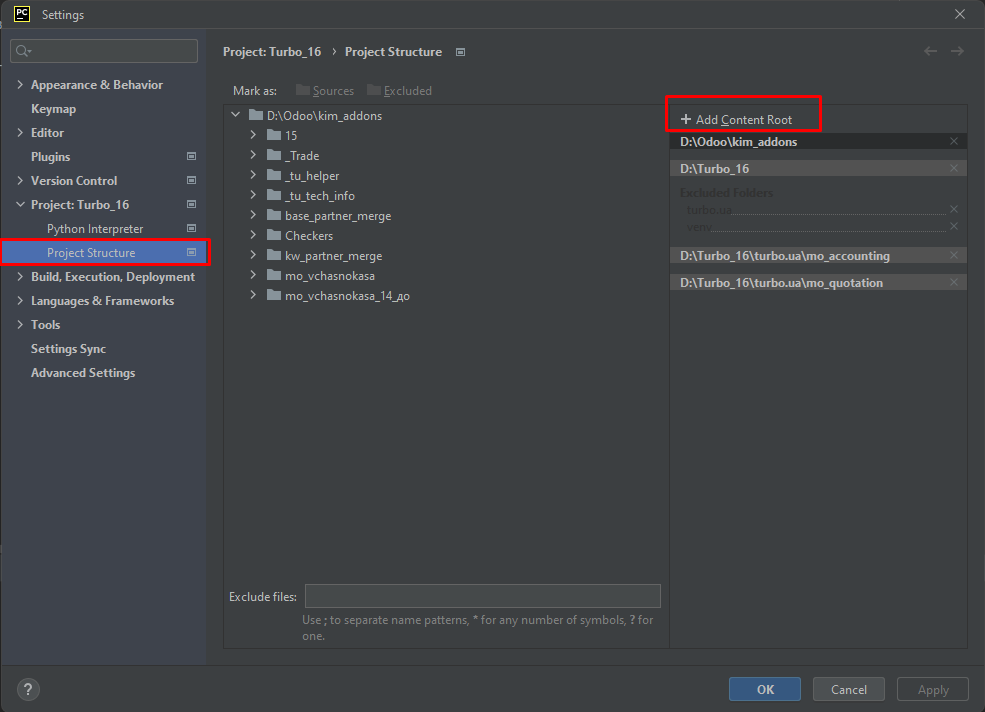 PC Settings
Project: Turbo_16 › Project Structure
Appearance & Behavior
Keymap
Editor
Plugins
Version Control
Project: Turbo_16
Python Interpreter
Project Structure
Build, Execution, Deployment
Languages & Frameworks
Tools
Settings Sync
Advanced Settings
Mark as: Sources Excluded
D:\Odoo\kim_addons
15
_Trade
_tu_helper
_tu_tech_info
base_partner_merge
Checkers
kw_partner_merge
mo_vchasnokasa
mo_vchasnokasa_14_до
+ Add Content Root
D:\Odoo\kim_addons
D:\Turbo_16
Excluded Folders
turbo.ua
venv
D:\Turbo_16\turbo.ua\mo_accounting
D:\Turbo_16\turbo.ua\mo_quotation
Exclude files:
Use ; to separate name patterns, * for any number of symbols, ? for
one.
?
OK Cancel Apply